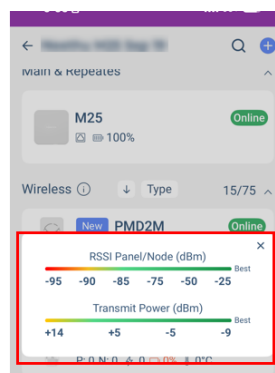 Main & Repeates
M25
Online
100%
Wireless
Type
15/75
New PMD2M
Online
RSSI Panel/Node (dBm)
Best
-95 -90 -85 -75 -50 -25
Transmit Power (dBm)
Best
+14 +5 -5 -9
P: 0 N: 0
0%
0°C